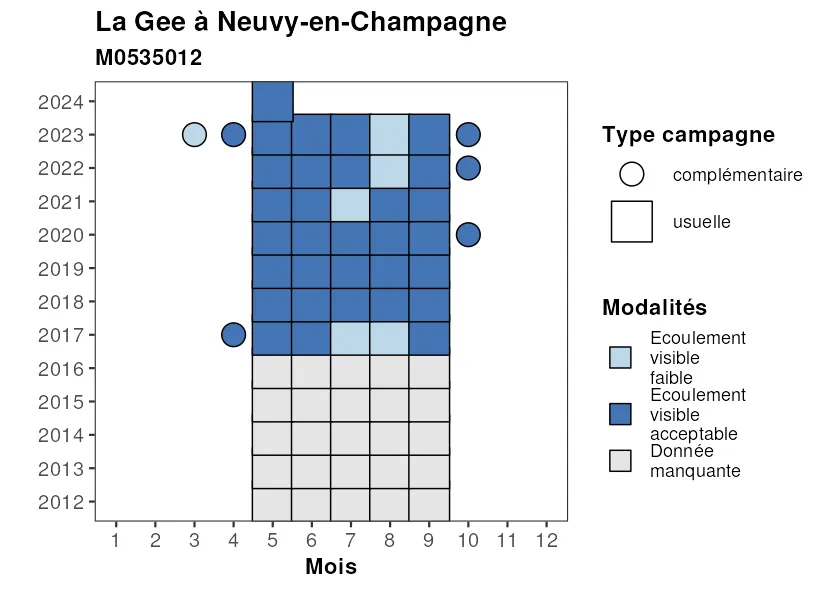 La Gee à Neuvy-en-Champagne
M0535012
2024
2023
2022
2021
2020
2019
2018
2017
2016
2015
2014
2013
2012
1 2 3 4 5 6 7 8 9 10 11 12
Mois
Type campagne
complémentaire
usuelle
Modalités
Ecoulement
visible
faible
Ecoulement
visible
acceptable
Donnée
manquante